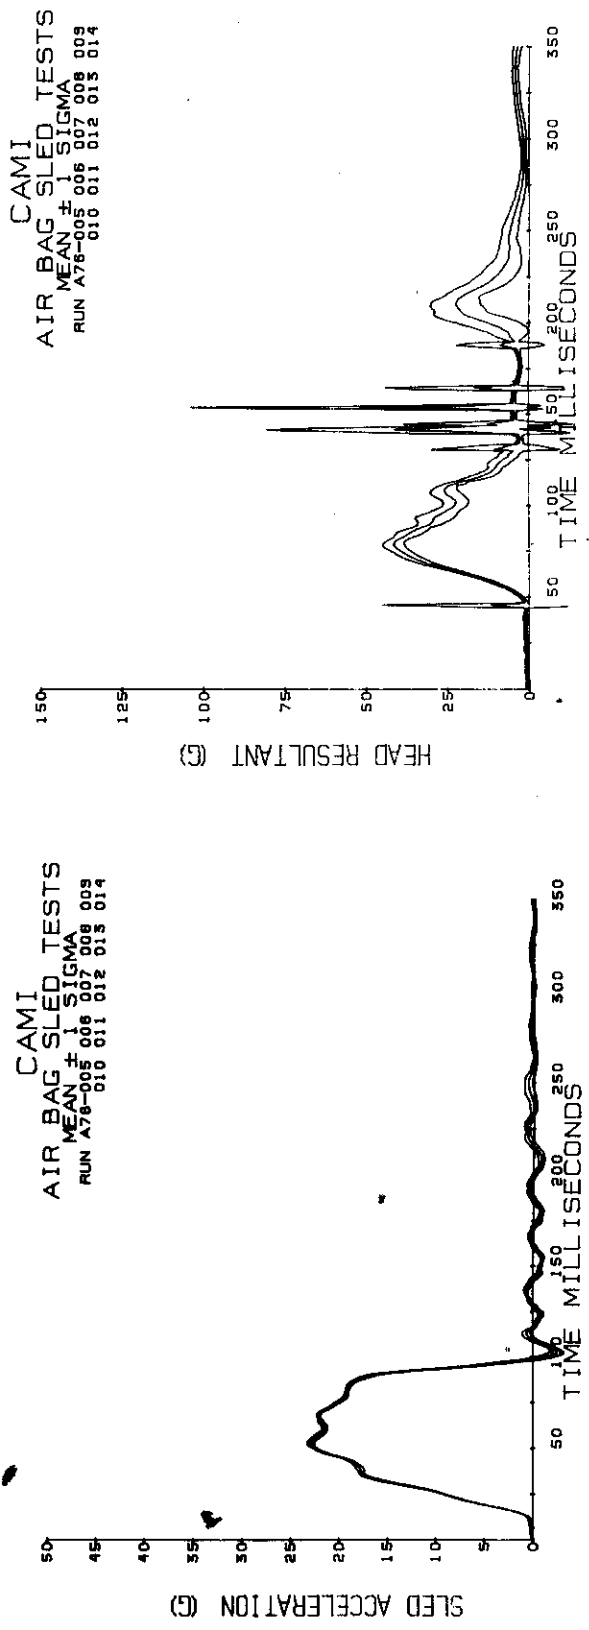 CAMI
AIR BAG SLED TESTS
MEAN ± 1 SIGMA
RUN A76-005 006 007 008 009
010 011 012 013 014
SLED ACCELERATION (G)
50
45
40
35
30
25
20
15
10
5
0
50 100 150 200 250 300 350
TIME MILLISECONDS
CAMI
AIR BAG SLED TESTS
MEAN ± 1 SIGMA
RUN A76-005 006 007 008 009
010 011 012 013 014
HEAD RESULTANT (G)
150
125
100
75
50
25
0
50 100 150 200 250 300 350
TIME MILLISECONDS